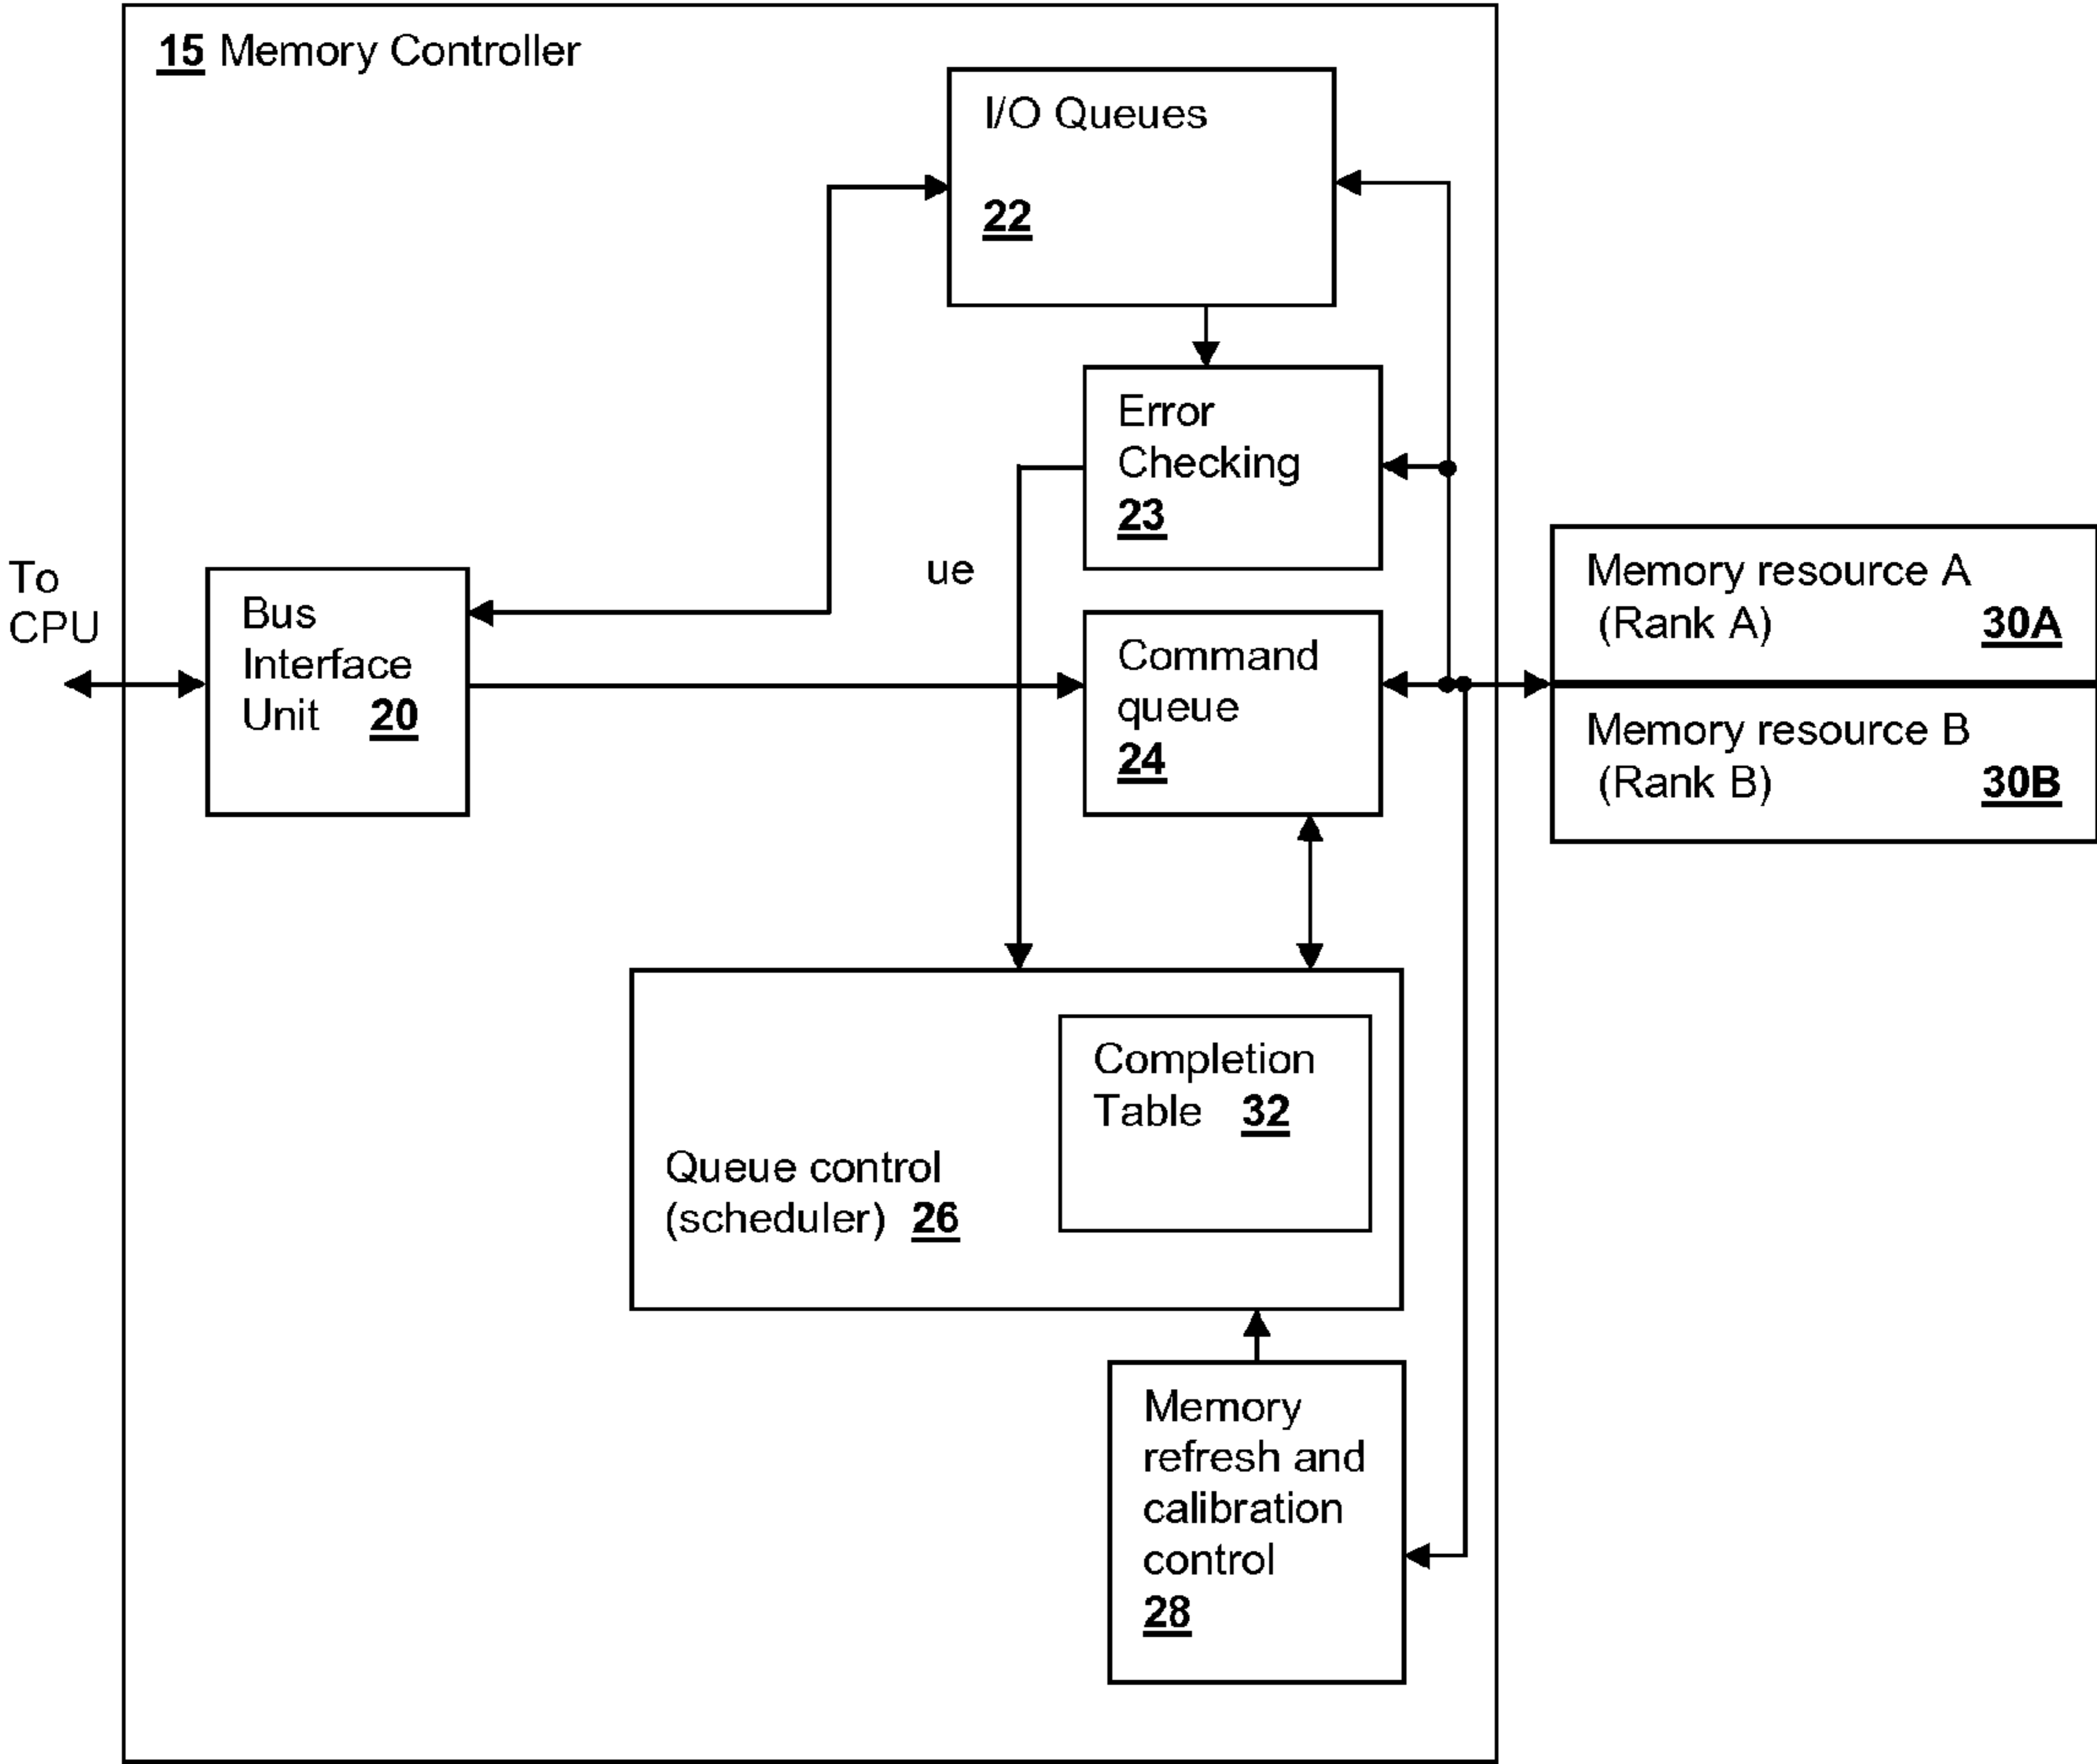 15 Memory Controller
I/O Queues
22
Error
Checking
23
ue
To
CPU
Bus
Interface
Unit 20
Command
queue
24
Memory resource A
(Rank A) 30A
Memory resource B
(Rank B) 30B
Completion
Table 32
Queue control
(scheduler) 26
Memory
refresh and
calibration
control
28